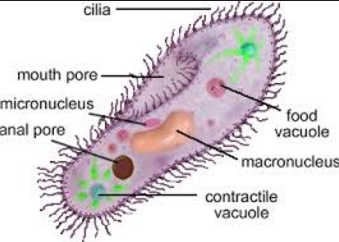 cilia
mouth pore
micronucleus
anal pore
food
vacuole
macronucleus
contractile
vacuole